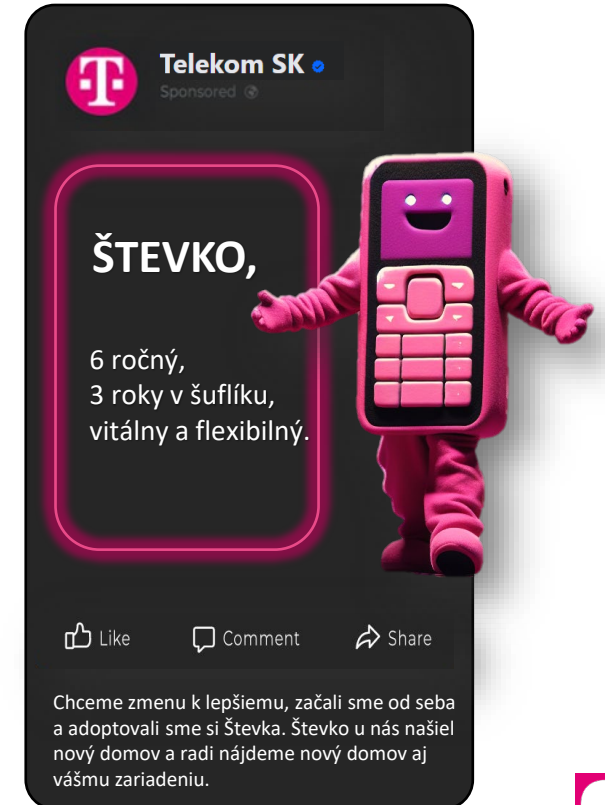 Telekom SK
Sponsored
ŠTEVKO,
6 ročný,
3 roky v šuflíku,
vitálny a flexibilný.
Like
Comment
Share
Chceme zmenu k lepšiemu, začali sme od seba
a adoptovali sme si Števka. Števko u nás našiel
nový domov a radi nájdeme nový domov aj
vášmu zariadeniu.